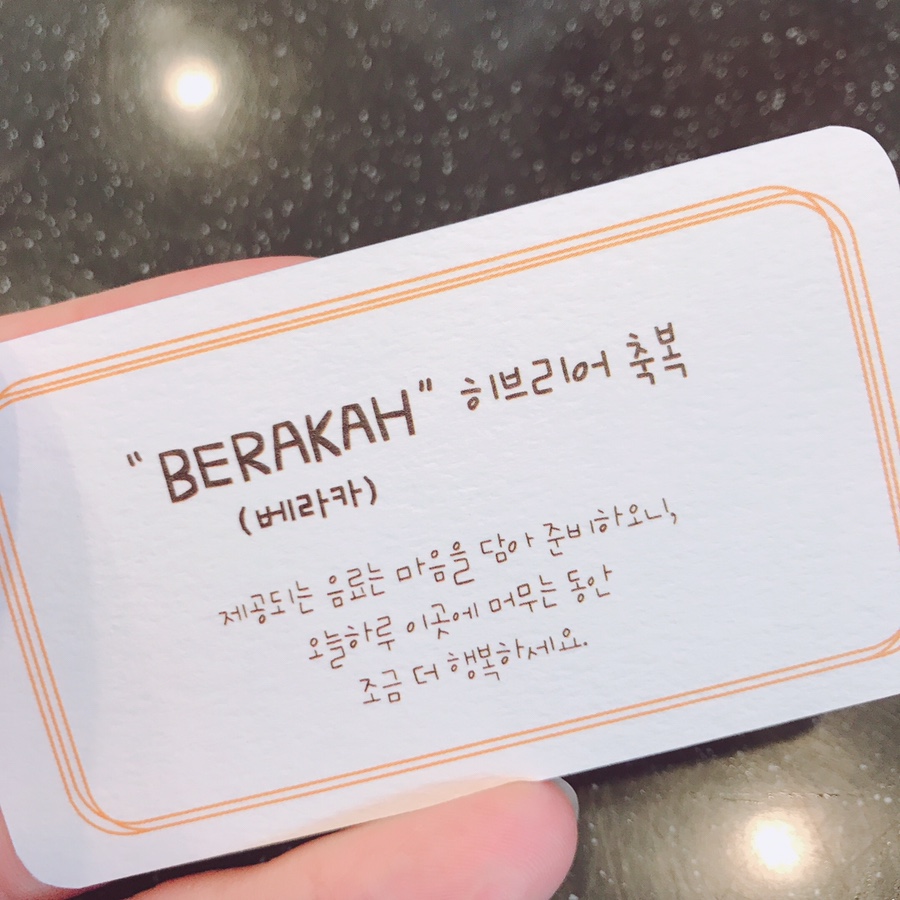 "BERAKAH" 히브리어 축복
(베라카)
제공되는 음료는 마음을 담아 준비하오니,
오늘하루 이곳에 머무는 동안
조금 더 행복하세요.